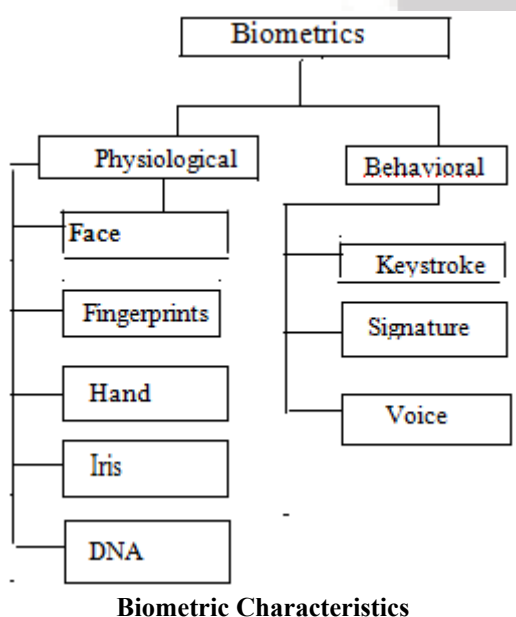 Biometrics
Physiological
Behavioral
Face
Keystroke
Fingerprints
Signature
Hand
Voice
Iris
DNA
Biometric Characteristics